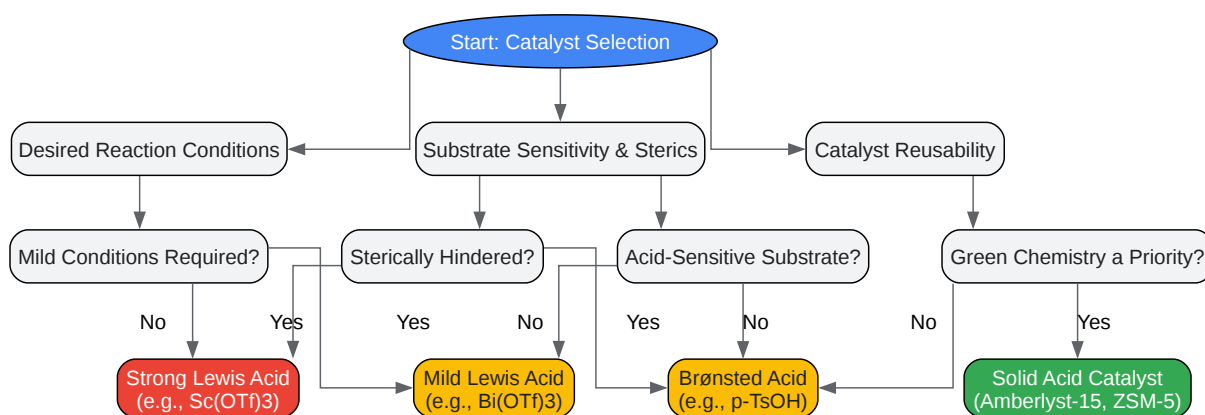 Start: Catalyst Selection
Desired Reaction Conditions
Substrate Sensitivity & Sterics
Catalyst Reusability
Mild Conditions Required?
Sterically Hindered?
Acid-Sensitive Substrate?
Green Chemistry a Priority?
No
Yes
Yes
No
Yes
No
No
Yes
Strong Lewis Acid
(e.g., Sc(OTf)3)
Mild Lewis Acid
(e.g., Bi(OTf)3)
Brønsted Acid
(e.g., p-TsOH)
Solid Acid Catalyst
(Amberlyst-15, ZSM-5)